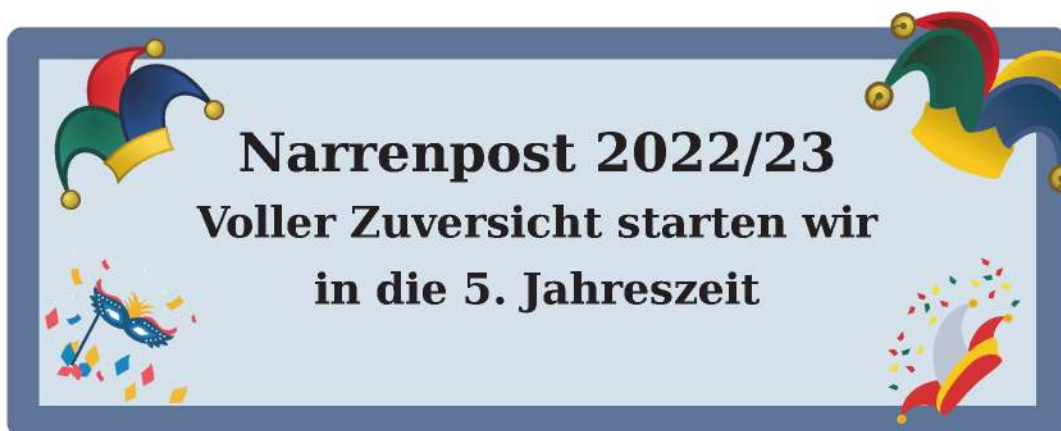 Narrenpost 2022/23
Voller Zuversicht starten wir
in die 5. Jahreszeit